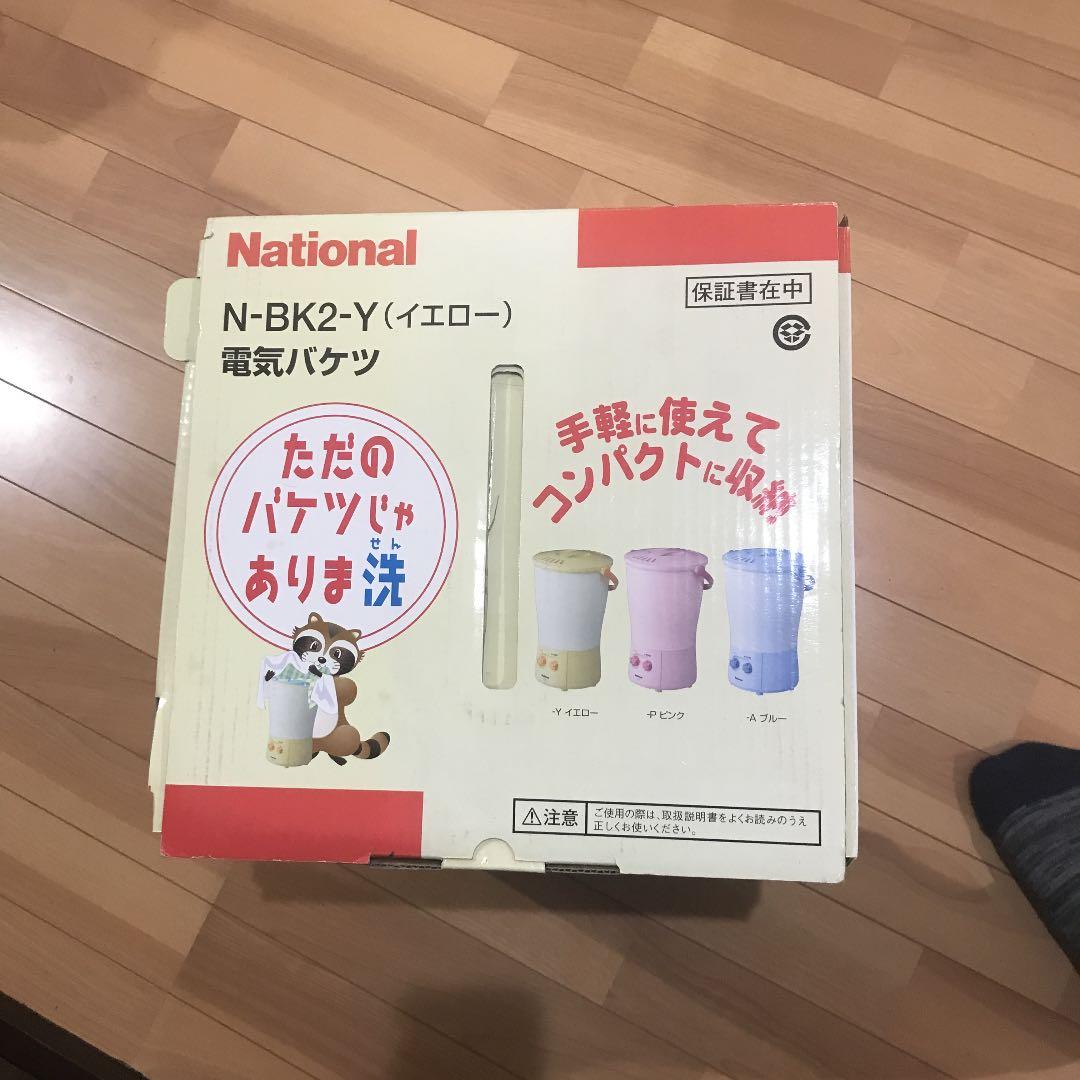 National
保証書在中
N-BK2-Y(イエロー)
電気バケツ
手軽に使えて
コンパクトに収納
ただの
バケツじゃ
せん
ありま洗
-Y イエロー
-P ピンク
-A ブルー
注意
ご使用の際は、取扱説明書をよくお読みのうえ
正しくお使いください。